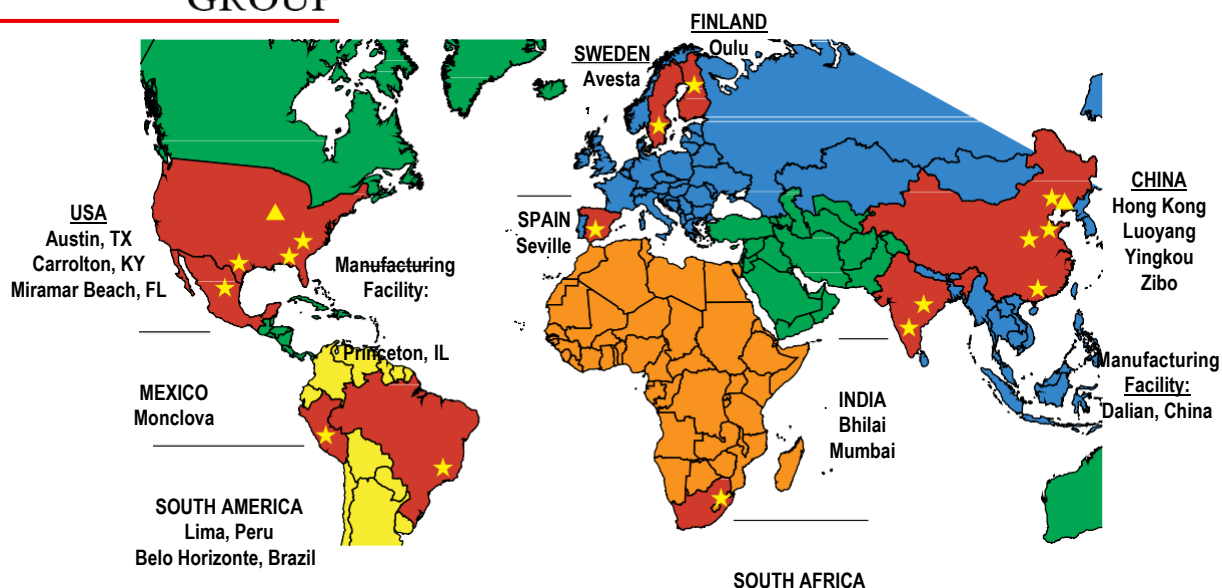 GROUP
FINLAND
Oulu
SWEDEN
Avesta
USA
Austin, TX
Carrolton, KY
Miramar Beach, FL
Manufacturing
Facility:
Princeton, IL
SPAIN
Seville
CHINA
Hong Kong
Luoyang
Yingkou
Zibo
Manufacturing
Facility:
Dalian, China
MEXICO
Monclova
INDIA
Bhilai
Mumbai
SOUTH AMERICA
Lima, Peru
Belo Horizonte, Brazil
SOUTH AFRICA